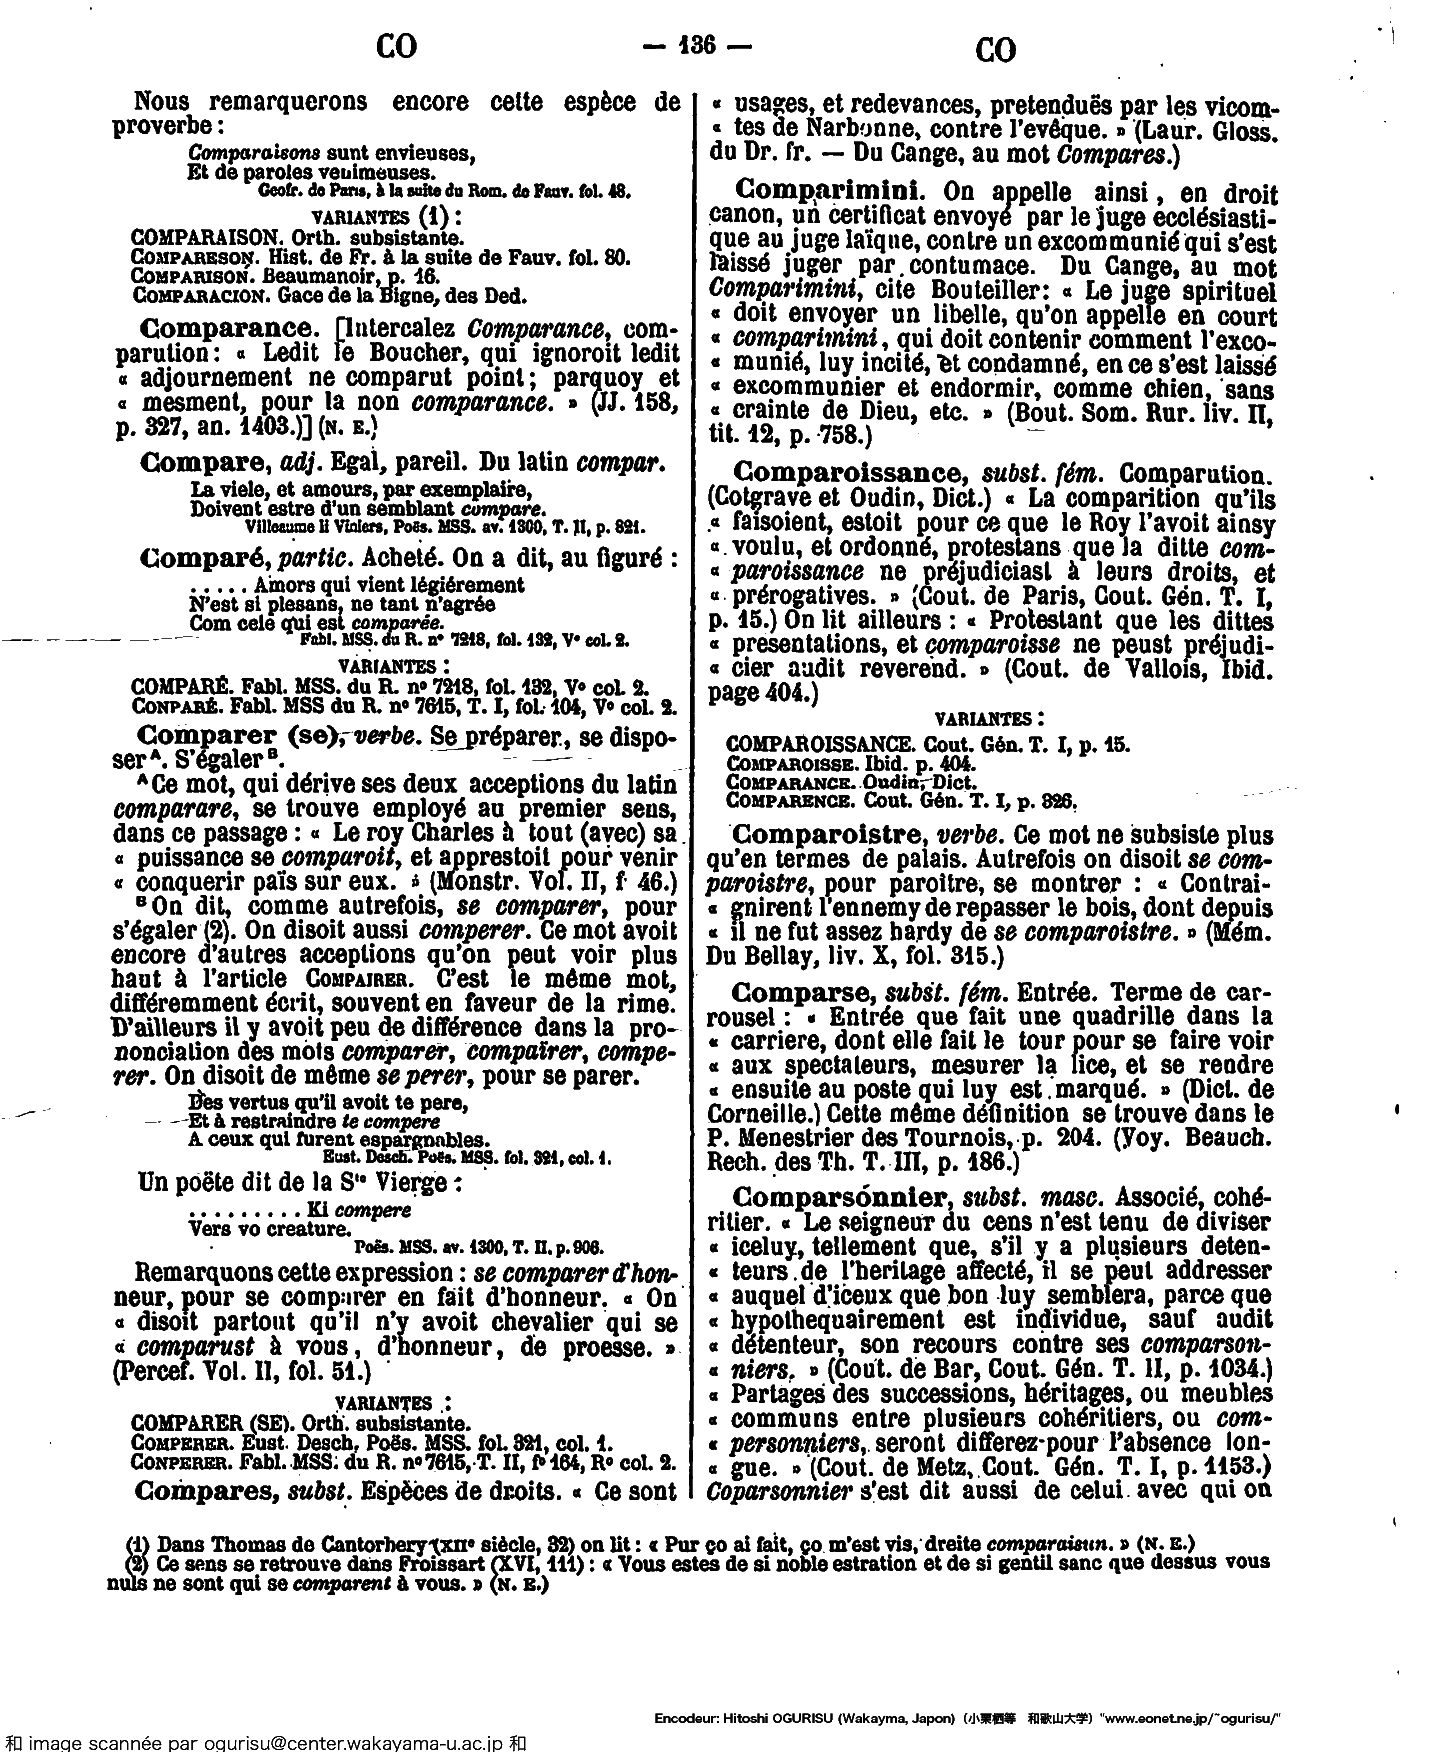 CO — 136 — CO
Nous remarquerons encore cette espèce de
proverbe :
Comparaisons sunt envieuses,
Et de paroles venimeuses.
Geofr. de Paris, à la suite du Rom. de Fauv. fol. 48.
VARIANTES (1) :
COMPARAISON. Orth. subsistante.
COMPARESON. Hist. de Fr. à la suite de Fauv. fol. 80.
COMPARISON. Beaumanoir, p. 16.
COMPARACION. Gace de la Bigne, des Ded.
Comparance. [Intercalez Comparance, com-
parution : « Ledit le Boucher, qui ignoroit ledit
« adjournement ne comparut point ; parquoy et
« mesment, pour la non comparance. » (JJ. 158,
p. 327, an. 1403.)] (N. E.)
Compare, adj. Egal, pareil. Du latin compar.
La viele, et amours, par exemplaire,
Doivent estre d'un semblant compare.
Villeaume li Viniers, Poës. MSS. av. 1300, T. II, p. 821.
Comparé, partic. Acheté. On a dit, au figuré :
..... Amors qui vient légiérement
N'est si plesans, ne tant n'agrée
Com cele qui est comparée.
Fabl. MSS. du R. nº 7218, fol. 132, Vº col. 2.
VARIANTES :
COMPARÉ. Fabl. MSS. du R. nº 7218, fol. 132, Vº col. 2.
CONPARÉ. Fabl. MSS du R. nº 7615, T. I, fol. 104, Vº col. 2.
Comparer (se), verbe. Se préparer, se dispo-
ser ᴬ. S'égaler ᴮ.
ᴬ Ce mot, qui dérive ses deux acceptions du latin
comparare, se trouve employé au premier sens,
dans ce passage : « Le roy Charles à tout (avec) sa
« puissance se comparoit, et apprestoit pour venir
« conquerir païs sur eux. » (Monstr. Vol. II, f 46.)
ᴮ On dit, comme autrefois, se comparer, pour
s'égaler (2). On disoit aussi comperer. Ce mot avoit
encore d'autres acceptions qu'on peut voir plus
haut à l'article COMPAIRER. C'est le même mot,
différemment écrit, souvent en faveur de la rime.
D'ailleurs il y avoit peu de différence dans la pro-
nonciation des mots comparer, compairer, compe-
rer. On disoit de même se perer, pour se parer.
Des vertus qu'il avoit te pere,
Et à restraindre te compere
A ceux qui furent espargnables.
Eust. Desch. Poës. MSS. fol. 321, col. 1.
Un poëte dit de la Sᵗᵉ Vierge :
......... Ki compere
Vers vo creature.
Poës. MSS. av. 1300, T. II, p. 906.
Remarquons cette expression : se comparer d'hon-
neur, pour se comparer en fait d'honneur. « On
« disoit partout qu'il n'y avoit chevalier qui se
« comparust à vous, d'honneur, de proesse. »
(Percef. Vol. II, fol. 51.)
VARIANTES :
COMPARER (SE). Orth. subsistante.
COMPERER. Eust. Desch. Poës. MSS. fol. 321, col. 1.
CONPERER. Fabl. MSS. du R. nº 7615, T. II, fº 164, Rº col. 2.
Compares, subst. Espèces de droits. « Ce sont
« usages, et redevances, pretenduës par les vicom-
« tes de Narbonne, contre l'evêque. » (Laur. Gloss.
du Dr. fr. — Du Cange, au mot Compares.)
Comparimini. On appelle ainsi, en droit
canon, un certificat envoyé par le juge ecclésiasti-
que au juge laïque, contre un excommunié qui s'est
laissé juger par contumace. Du Cange, au mot
Comparimini, cite Bouteiller : « Le juge spirituel
« doit envoyer un libelle, qu'on appelle en court
« comparimini, qui doit contenir comment l'exco-
« munié, luy incité, et condamné, en ce s'est laissé
« excommunier et endormir, comme chien, sans
« crainte de Dieu, etc. » (Bout. Som. Rur. liv. II,
tit. 12, p. 758.)
Comparoissance, subst. fém. Comparution.
(Cotgrave et Oudin, Dict.) « La comparition qu'ils
« faisoient, estoit pour ce que le Roy l'avoit ainsy
« voulu, et ordonné, protestans que la ditte com-
« paroissance ne préjudiciast à leurs droits, et
« prérogatives. » (Cout. de Paris, Cout. Gén. T. I,
p. 15.) On lit ailleurs : « Protestant que les dittes
« presentations, et comparoisse ne peust préjudi-
« cier audit reverend. » (Cout. de Vallois, Ibid.
page 404.)
VARIANTES :
COMPAROISSANCE. Cout. Gén. T. I, p. 15.
COMPAROISSE. Ibid. p. 404.
COMPARANCE. Oudin, Dict.
COMPARENCE. Cout. Gén. T. I, p. 326.
Comparoistre, verbe. Ce mot ne subsiste plus
qu'en termes de palais. Autrefois on disoit se com-
paroistre, pour paroître, se montrer : « Contrai-
« gnirent l'ennemy de repasser le bois, dont depuis
« il ne fut assez hardy de se comparoistre. » (Mém.
Du Bellay, liv. X, fol. 315.)
Comparse, subst. fém. Entrée. Terme de car-
rousel : « Entrée que fait une quadrille dans la
« carriere, dont elle fait le tour pour se faire voir
« aux spectateurs, mesurer la lice, et se rendre
« ensuite au poste qui luy est marqué. » (Dict. de
Corneille.) Cette même définition se trouve dans le
P. Menestrier des Tournois, p. 204. (Voy. Beauch.
Rech. des Th. T. III, p. 186.)
Comparsonnier, subst. masc. Associé, cohé-
ritier. « Le seigneur du cens n'est tenu de diviser
« iceluy, tellement que, s'il y a plusieurs deten-
« teurs de l'heritage affecté, il se peut addresser
« auquel d'iceux que bon luy semblera, parce que
« hypothequairement est individue, sauf audit
« détenteur, son recours contre ses comparson-
« niers. » (Cout. de Bar, Cout. Gén. T. II, p. 1034.)
« Partages des successions, héritages, ou meubles
« communs entre plusieurs cohéritiers, ou com-
« personniers, seront differez pour l'absence lon-
« gue. » (Cout. de Metz, Cout. Gén. T. I, p. 1153.)
Coparsonnier s'est dit aussi de celui avec qui on
(1) Dans Thomas de Cantorbery (XIIᵉ siècle, 32) on lit : « Pur ço ai fait, ço m'est vis, droite comparaisun. » (N. E.)
(2) Ce sens se retrouve dans Froissart (XVI, 111) : « Vous estes de si noble estration et de si gentil sanc que dessus vous
nuls ne sont qui se comparent à vous. » (N. E.)
Encodeur: Hitoshi OGURISU (Wakayma, Japon) (小栗栖等 和歌山大学) "www.eonet.ne.jp/~ogurisu/"
和 image scannée par ogurisu@center.wakayama-u.ac.jp 和